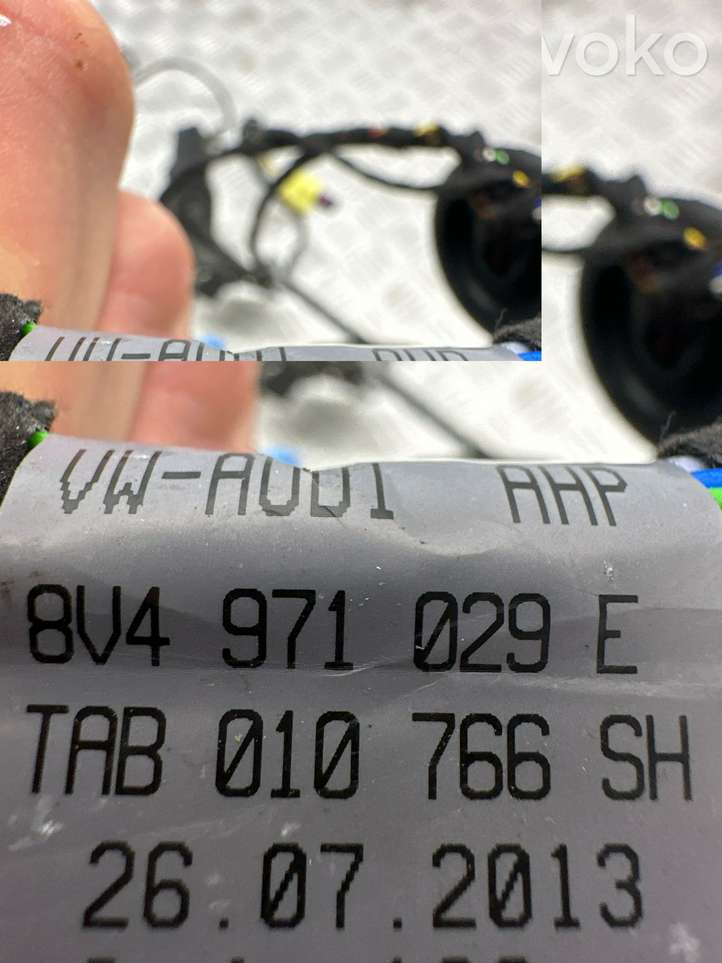 voko
VW-AUDI AHP
8V4 971 029 E
TAB 010 766 SH
26.07.2013